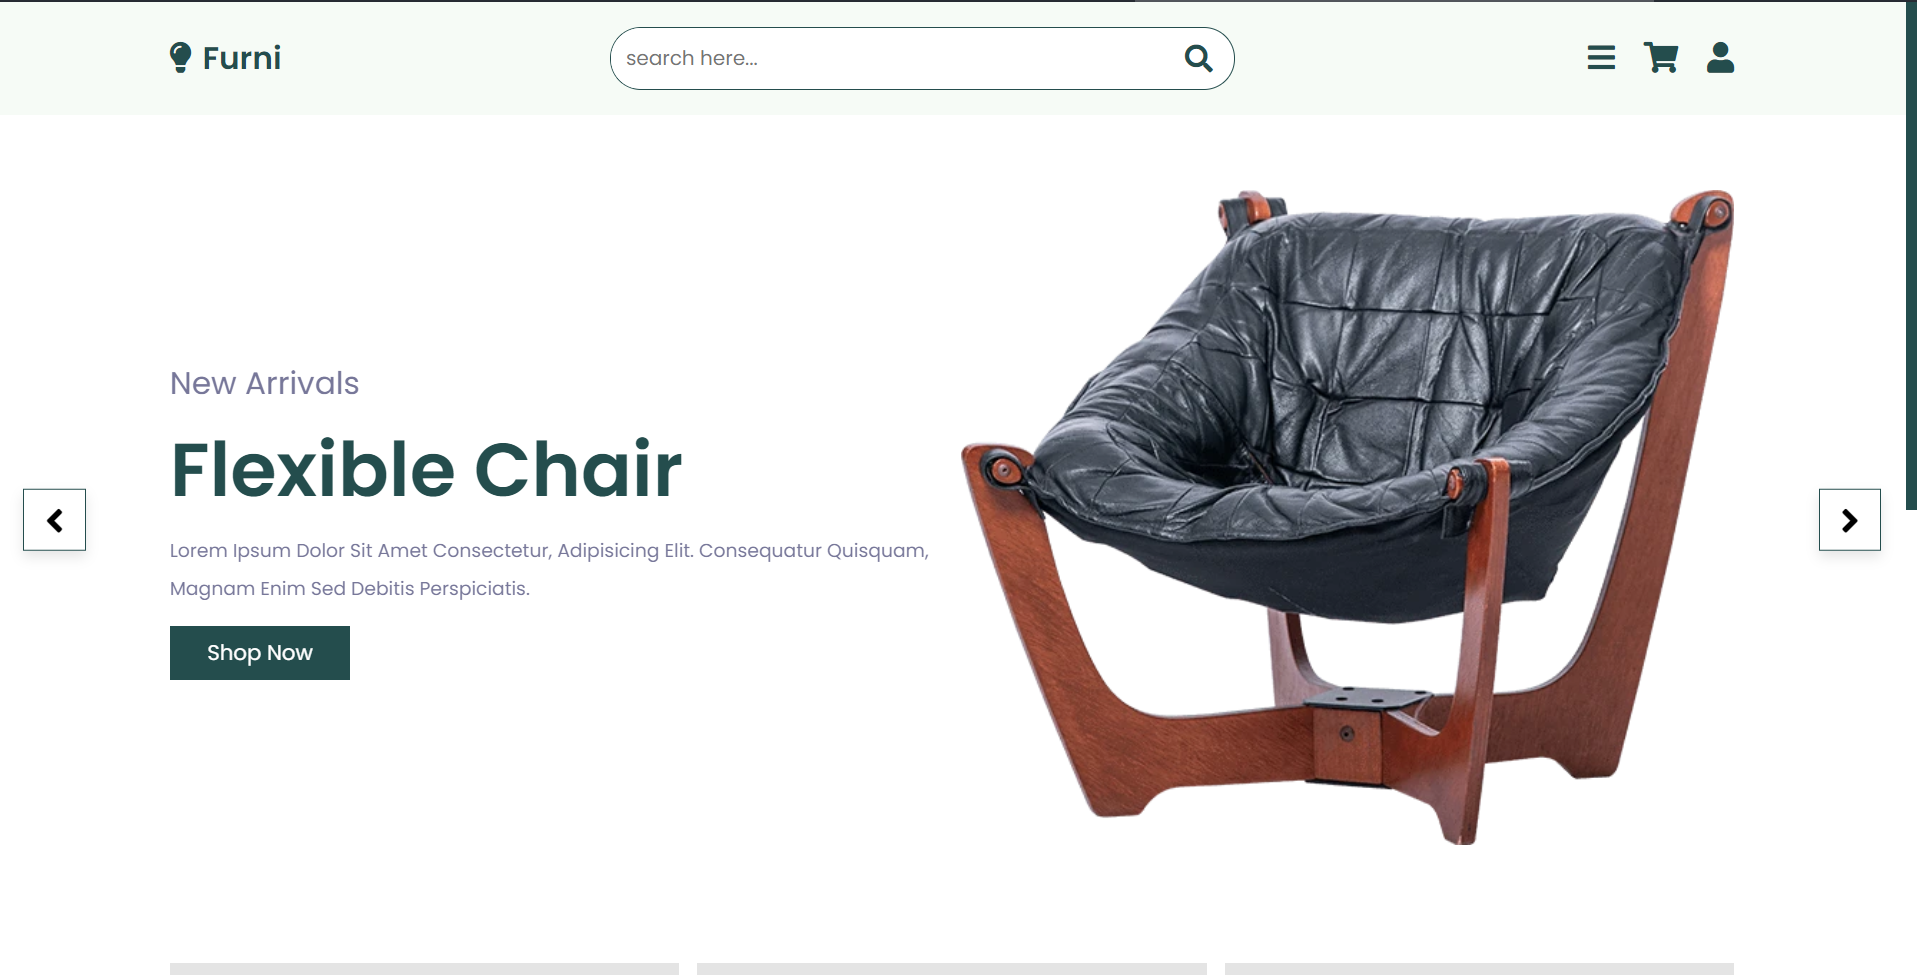 Furni
search here...
New Arrivals
Flexible Chair
Lorem Ipsum Dolor Sit Amet Consectetur, Adipisicing Elit. Consequatur Quisquam,
Magnam Enim Sed Debitis Perspiciatis.
Shop Now